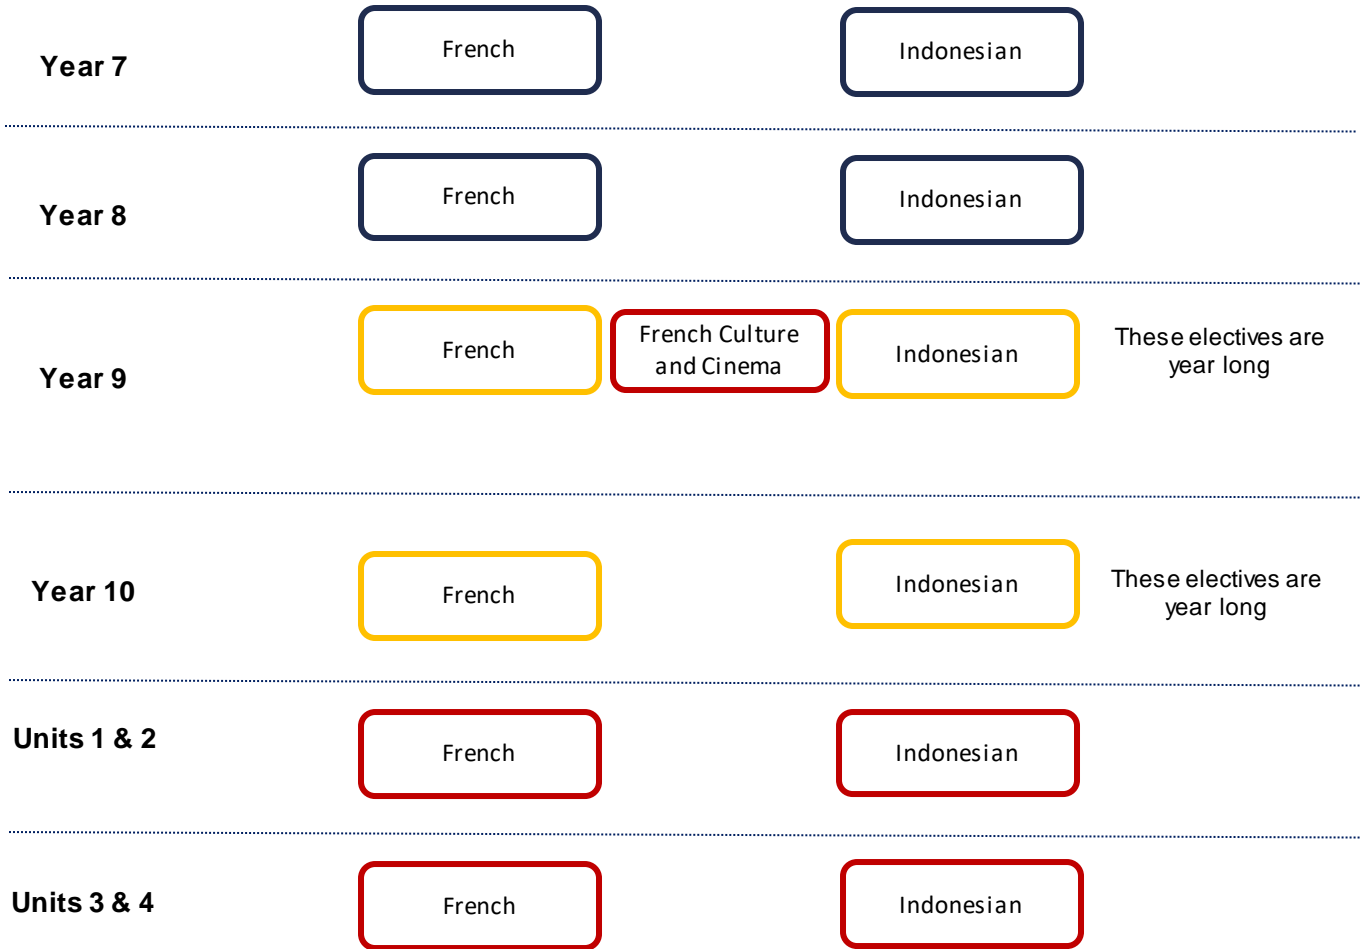 Year 7
French
Indonesian
Year 8
French
Indonesian
Year 9
French
French Culture
and Cinema
Indonesian
These electives are
year long
Year 10
French
Indonesian
These electives are
year long
Units 1 & 2
French
Indonesian
Units 3 & 4
French
Indonesian